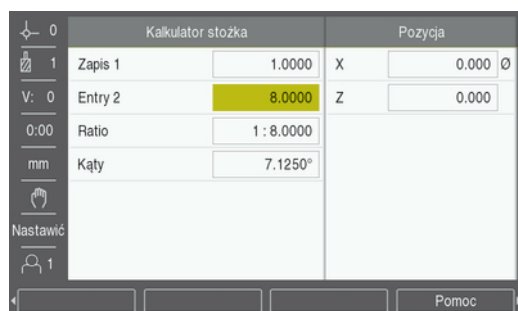 0
Kalkulator stożka
Pozycja
1
Zapis 1
1.0000
X
0.000
Ø
V: 0
Entry 2
8.0000
Z
0.000
0:00
Ratio
1 : 8.0000
mm
Kąty
7.1250°
Nastawić
1
Pomoc